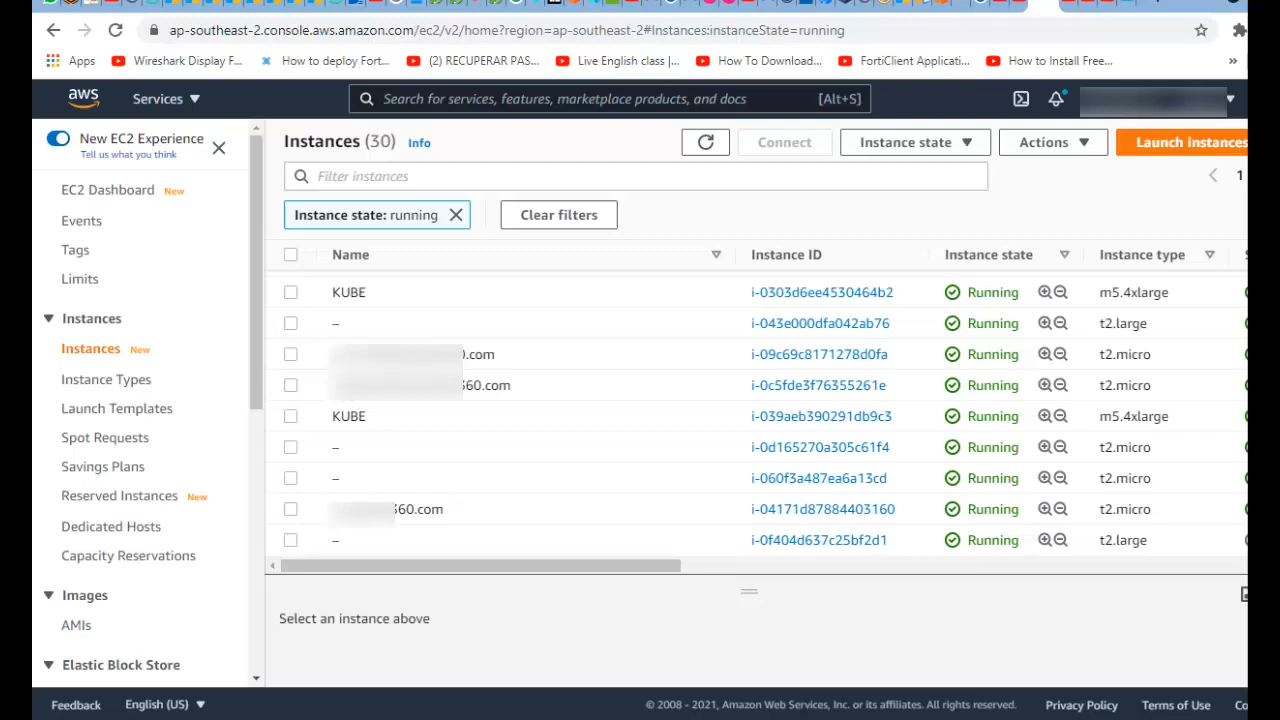 ap-southeast-2.console.aws.amazon.com/ec2/v2/home?region=ap-southeast-2#Instances:instanceState=running
Apps Wireshark Display F... How to deploy Fort... (2) RECUPERAR PAS... Live English class |... How To Download... FortiClient Applicati... How to Install Free... »
aws Services Search for services, features, marketplace products, and docs [Alt+S]
New EC2 Experience
Tell us what you think
EC2 Dashboard New
Events
Tags
Limits
Instances
Instances New
Instance Types
Launch Templates
Spot Requests
Savings Plans
Reserved Instances New
Dedicated Hosts
Capacity Reservations
Images
AMIs
Elastic Block Store
Instances (30) Info Connect Instance state Actions Launch instances
Filter instances 1
Instance state: running Clear filters
Name Instance ID Instance state Instance type
KUBE i-0303d6ee4530464b2 Running m5.4xlarge
– i-043e000dfa042ab76 Running t2.large
.com i-09c69c8171278d0fa Running t2.micro
360.com i-0c5fde3f76355261e Running t2.micro
KUBE i-039aeb390291db9c3 Running m5.4xlarge
– i-0d165270a305c61f4 Running t2.micro
– i-060f3a487ea6a13cd Running t2.micro
360.com i-04171d87884403160 Running t2.micro
– i-0f404d637c25bf2d1 Running t2.large
Select an instance above
Feedback English (US) © 2008 - 2021, Amazon Web Services, Inc. or its affiliates. All rights reserved. Privacy Policy Terms of Use Co